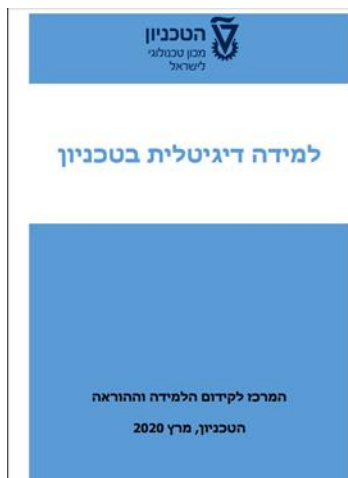 הטכניון
מכון טכנולוגי
לישראל
למידה דיגיטלית בטכניון
המרכז לקידום הלמידה וההוראה
הטכניון, מרץ 2020